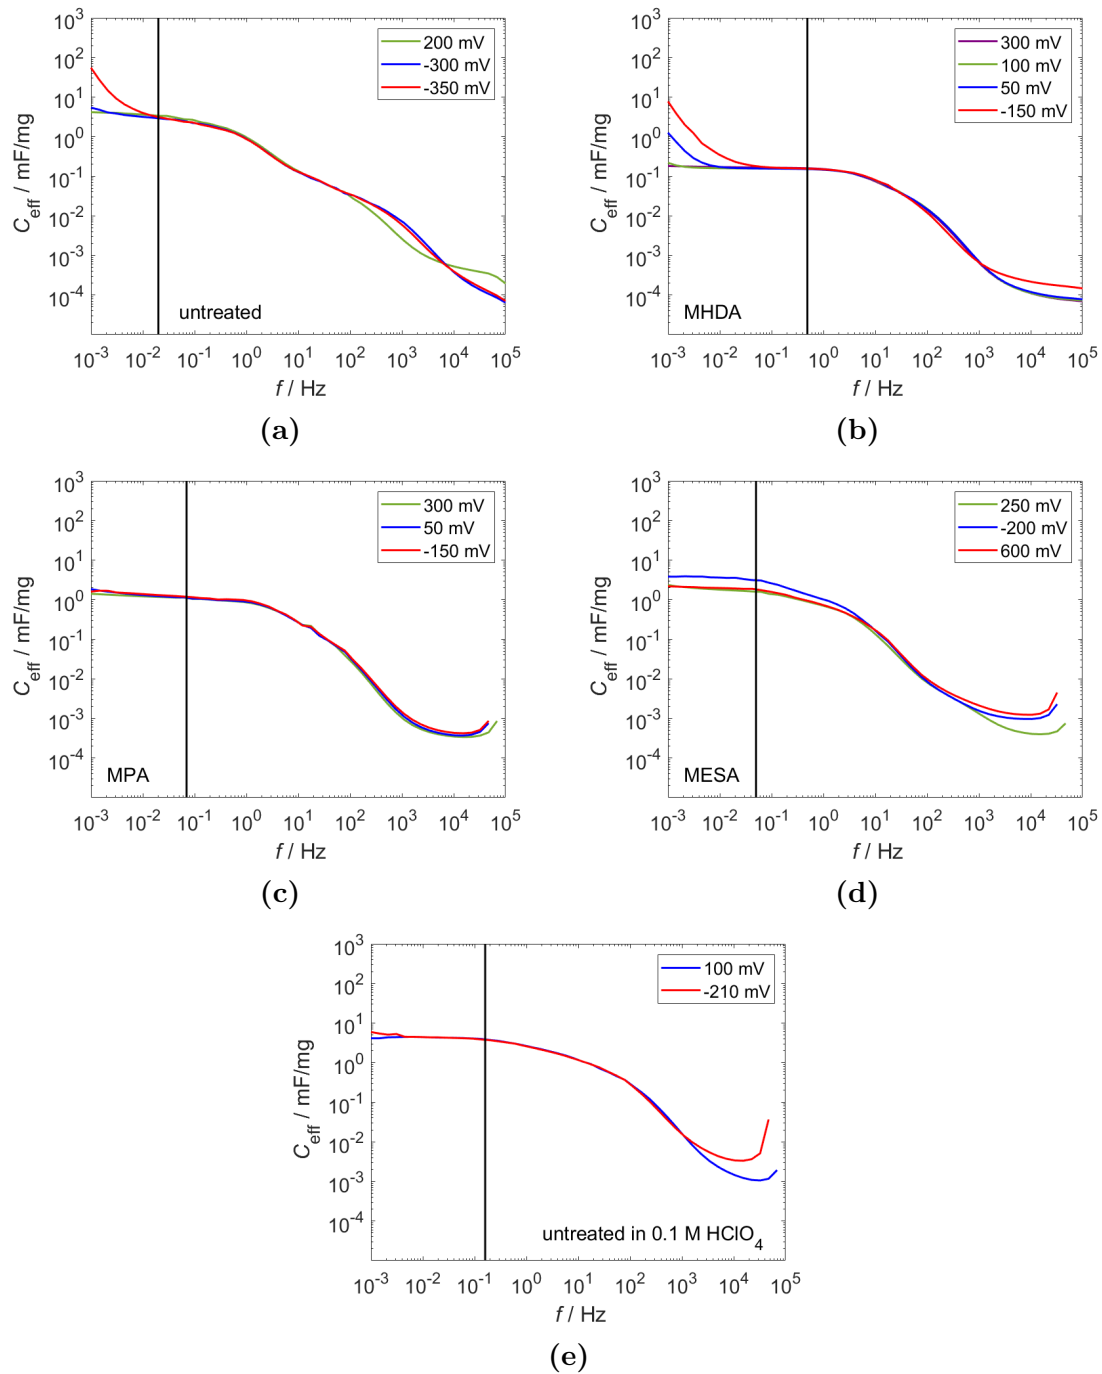 10^3
10^2
10^1
10^0
10^-1
10^-2
10^-3
10^-4
C_eff / mF/mg
200 mV
-300 mV
-350 mV
untreated
10^-3 10^-2 10^-1 10^0 10^1 10^2 10^3 10^4 10^5
f / Hz
(a)
10^3
10^2
10^1
10^0
10^-1
10^-2
10^-3
10^-4
C_eff / mF/mg
300 mV
100 mV
50 mV
-150 mV
MHDA
10^-3 10^-2 10^-1 10^0 10^1 10^2 10^3 10^4 10^5
f / Hz
(b)
10^3
10^2
10^1
10^0
10^-1
10^-2
10^-3
10^-4
C_eff / mF/mg
300 mV
50 mV
-150 mV
MPA
10^-3 10^-2 10^-1 10^0 10^1 10^2 10^3 10^4 10^5
f / Hz
(c)
10^3
10^2
10^1
10^0
10^-1
10^-2
10^-3
10^-4
C_eff / mF/mg
250 mV
-200 mV
600 mV
MESA
10^-3 10^-2 10^-1 10^0 10^1 10^2 10^3 10^4 10^5
f / Hz
(d)
10^3
10^2
10^1
10^0
10^-1
10^-2
10^-3
10^-4
C_eff / mF/mg
100 mV
-210 mV
untreated in 0.1 M HClO_4
10^-3 10^-2 10^-1 10^0 10^1 10^2 10^3 10^4 10^5
f / Hz
(e)